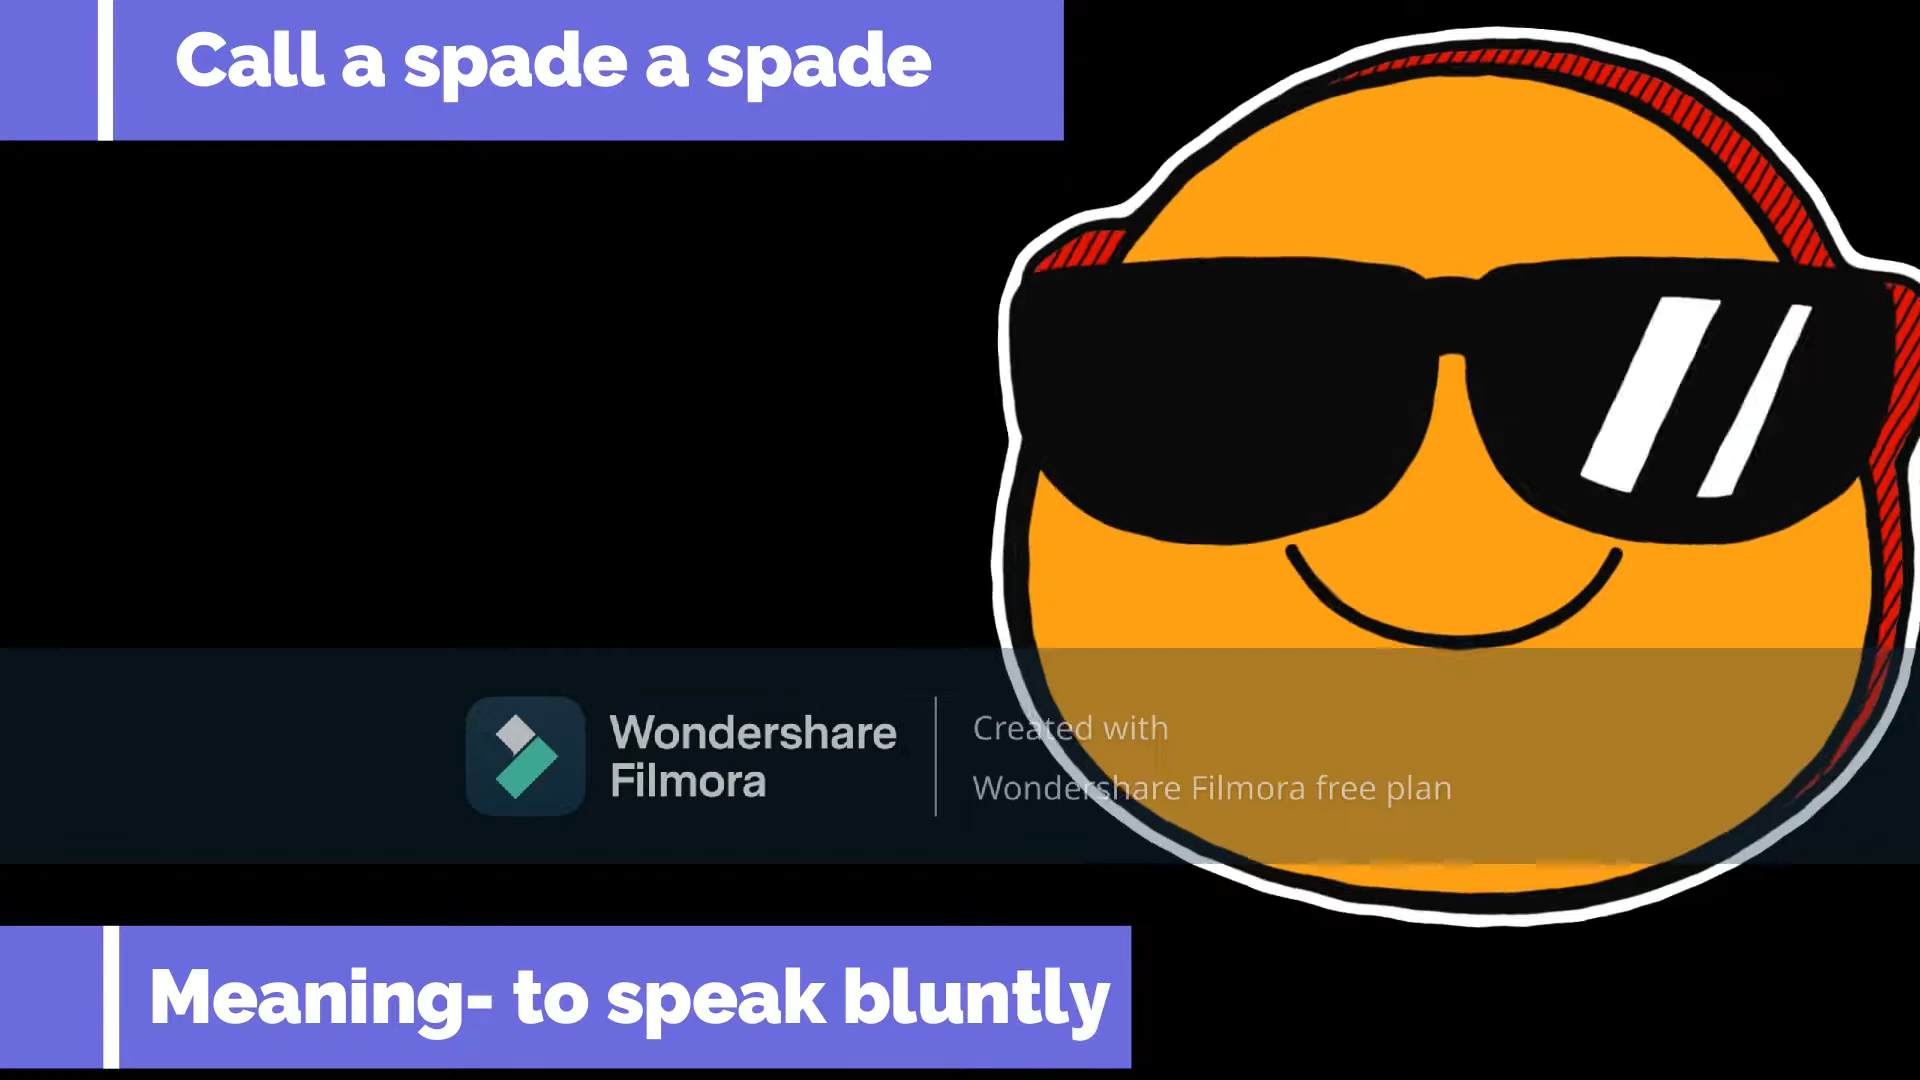 Call a spade a spade
Wondershare
Filmora
Created with
Wondershare Filmora free plan
Meaning- to speak bluntly